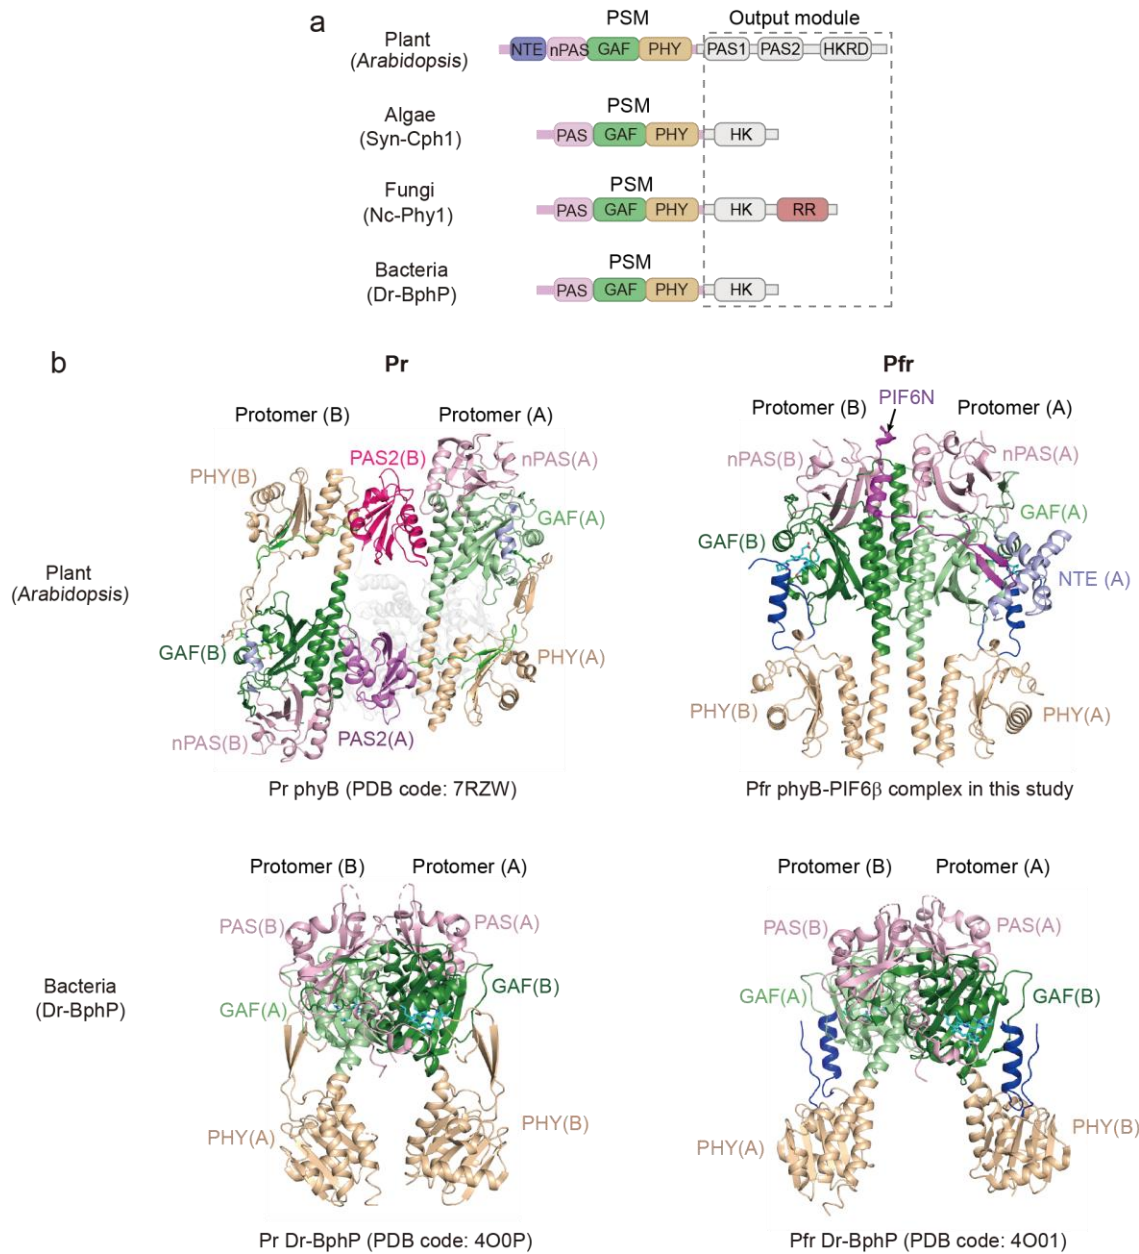 a
PSM
Output module
Plant
(Arabidopsis)
NTE nPAS GAF PHY PAS1 PAS2 HKRD
Algae
(Syn-Cph1)
PSM
PAS GAF PHY HK
Fungi
(Nc-Phy1)
PSM
PAS GAF PHY HK RR
Bacteria
(Dr-BphP)
PSM
PAS GAF PHY HK
b
Pr
Pfr
Plant
(Arabidopsis)
Protomer (B)
Protomer (A)
PHY(B)
PAS2(B)
nPAS(A)
GAF(A)
GAF(B)
PHY(A)
nPAS(B)
PAS2(A)
Pr phyB (PDB code: 7RZW)
PIF6N
Protomer (B)
Protomer (A)
nPAS(B)
nPAS(A)
GAF(A)
GAF(B)
NTE (A)
PHY(B)
PHY(A)
Pfr phyB-PIF6β complex in this study
Bacteria
(Dr-BphP)
Protomer (B)
Protomer (A)
PAS(B)
PAS(A)
GAF(A)
GAF(B)
PHY(A)
PHY(B)
Pr Dr-BphP (PDB code: 4O0P)
Protomer (B)
Protomer (A)
PAS(B)
PAS(A)
GAF(A)
GAF(B)
PHY(A)
PHY(B)
Pfr Dr-BphP (PDB code: 4O01)